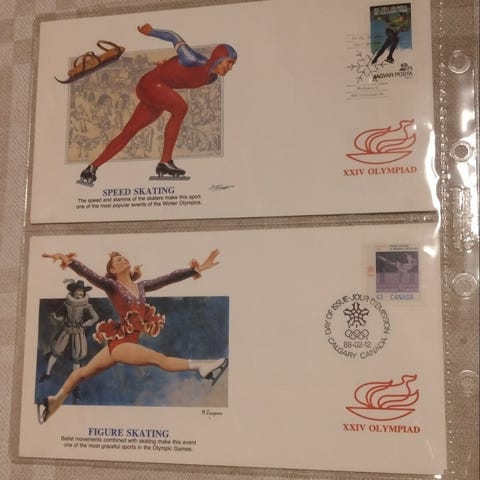 MAGYAR POSTA
XXIV OLYMPIAD
SPEED SKATING
The speed and stamina of the skaters make this sport
one of the most popular events of the Winter Olympics.
43 CANADA
DAY OF ISSUE · JOUR D'ÉMISSION
88-02-12
CALGARY CANADA
XXIV OLYMPIAD
FIGURE SKATING
Ballet movements combined with skating make this event
one of the most graceful sports in the Olympic Games.